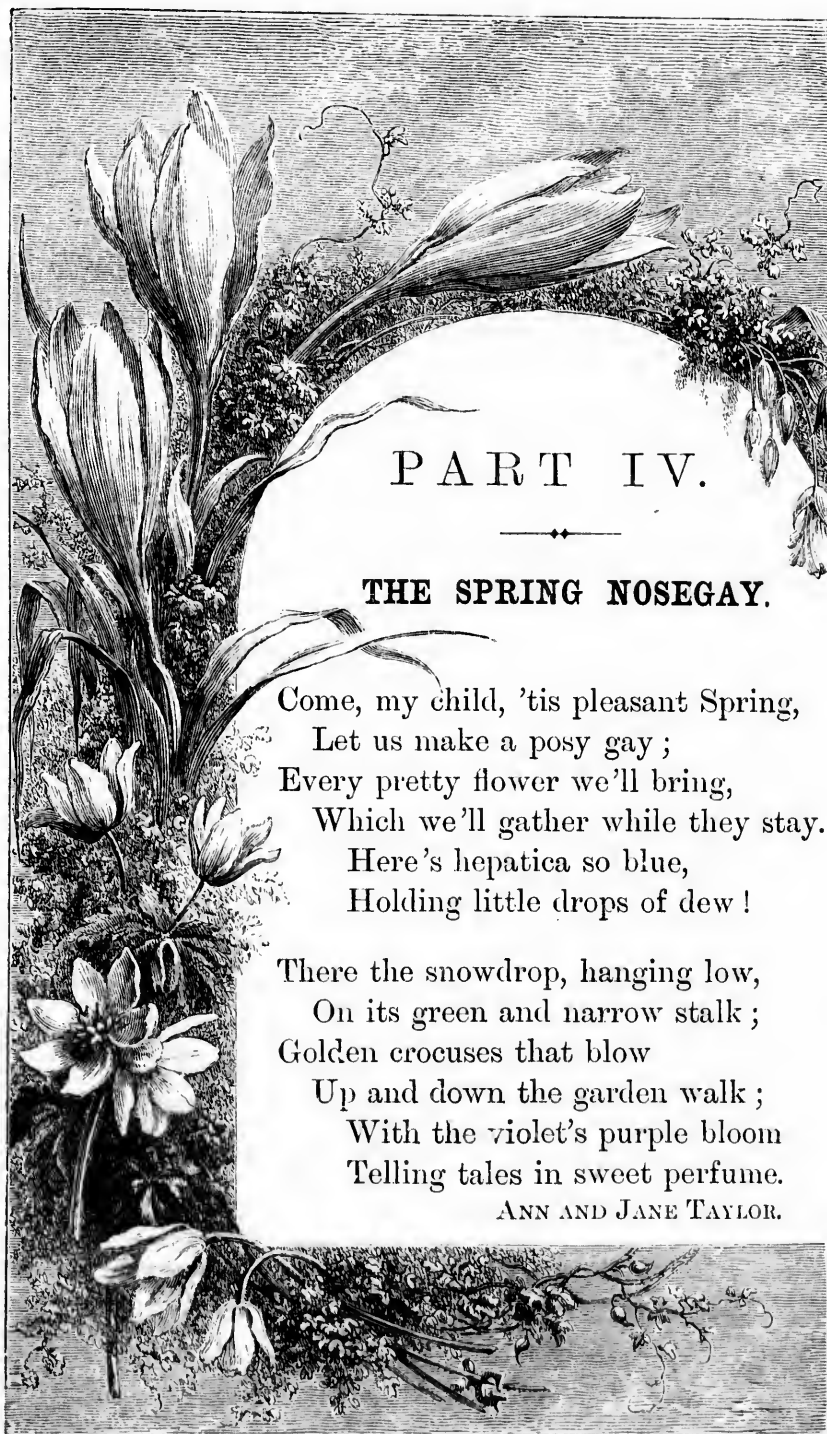 PART IV.
THE SPRING NOSEGAY.
Come, my child, 'tis pleasant Spring,
Let us make a posy gay;
Every pretty flower we'll bring,
Which we'll gather while they stay.
Here's hepatica so blue,
Holding little drops of dew!
There the snowdrop, hanging low,
On its green and narrow stalk;
Golden crocuses that blow
Up and down the garden walk;
With the violet's purple bloom
Telling tales in sweet perfume.
ANN AND JANE TAYLOR.